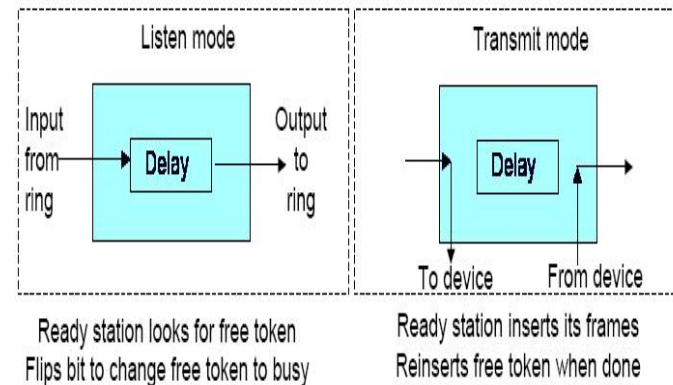 Listen mode
Input
from
ring
Delay
Output
to
ring
Ready station looks for free token
Flips bit to change free token to busy
Transmit mode
Delay
To device
From device
Ready station inserts its frames
Reinserts free token when done